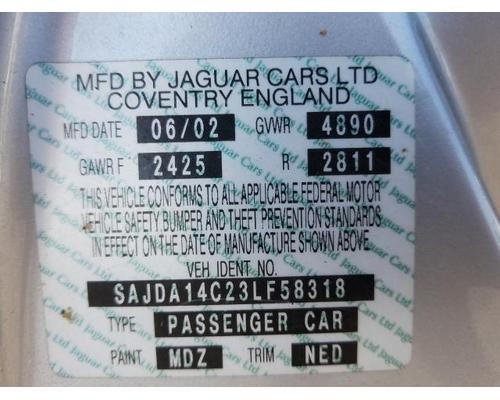 MFD BY JAGUAR CARS LTD
COVENTRY ENGLAND
MFD DATE 06/02 GVWR 4890
GAWR F 2425 R 2811
THIS VEHICLE CONFORMS TO ALL APPLICABLE FEDERAL MOTOR
VEHICLE SAFETY BUMPER AND THEFT PREVENTION STANDARDS
IN EFFECT ON THE DATE OF MANUFACTURE SHOWN ABOVE.
VEH IDENT NO.
SAJDA14C23LF58318
TYPE PASSENGER CAR
PAINT MDZ TRIM NED